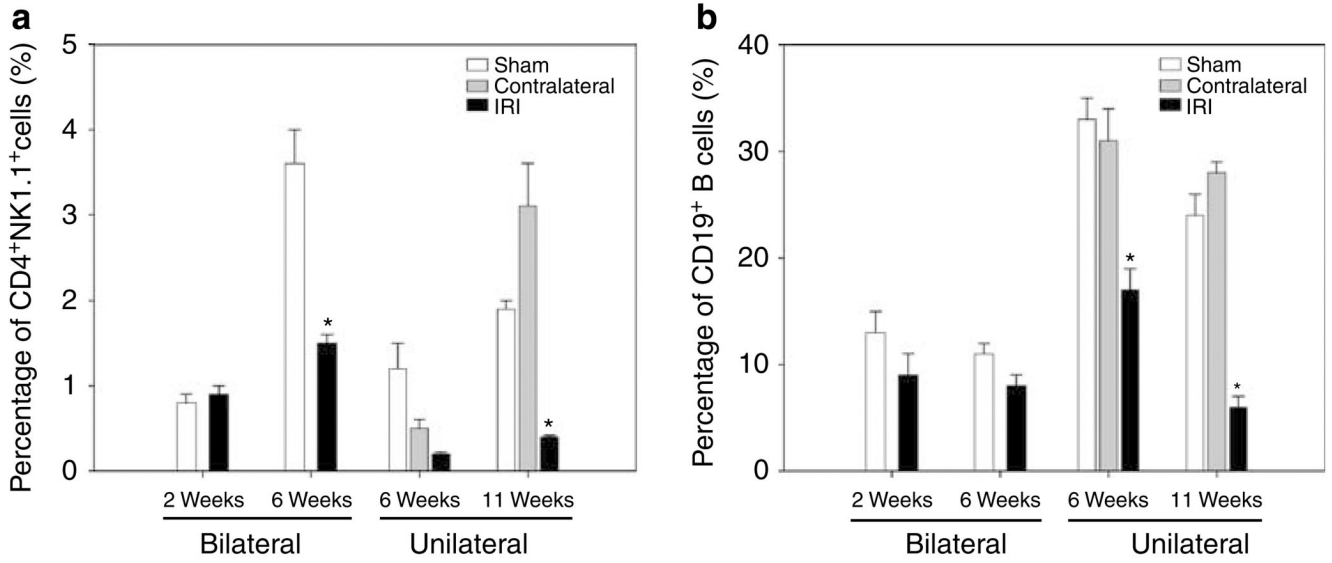 a
Percentage of CD4⁺NK1.1⁺cells (%)
5
4
3
2
1
0
Sham
Contralateral
IRI
*
*
2 Weeks 6 Weeks 6 Weeks 11 Weeks
Bilateral Unilateral
b
Percentage of CD19⁺ B cells (%)
40
30
20
10
0
Sham
Contralateral
IRI
*
*
2 Weeks 6 Weeks 6 Weeks 11 Weeks
Bilateral Unilateral